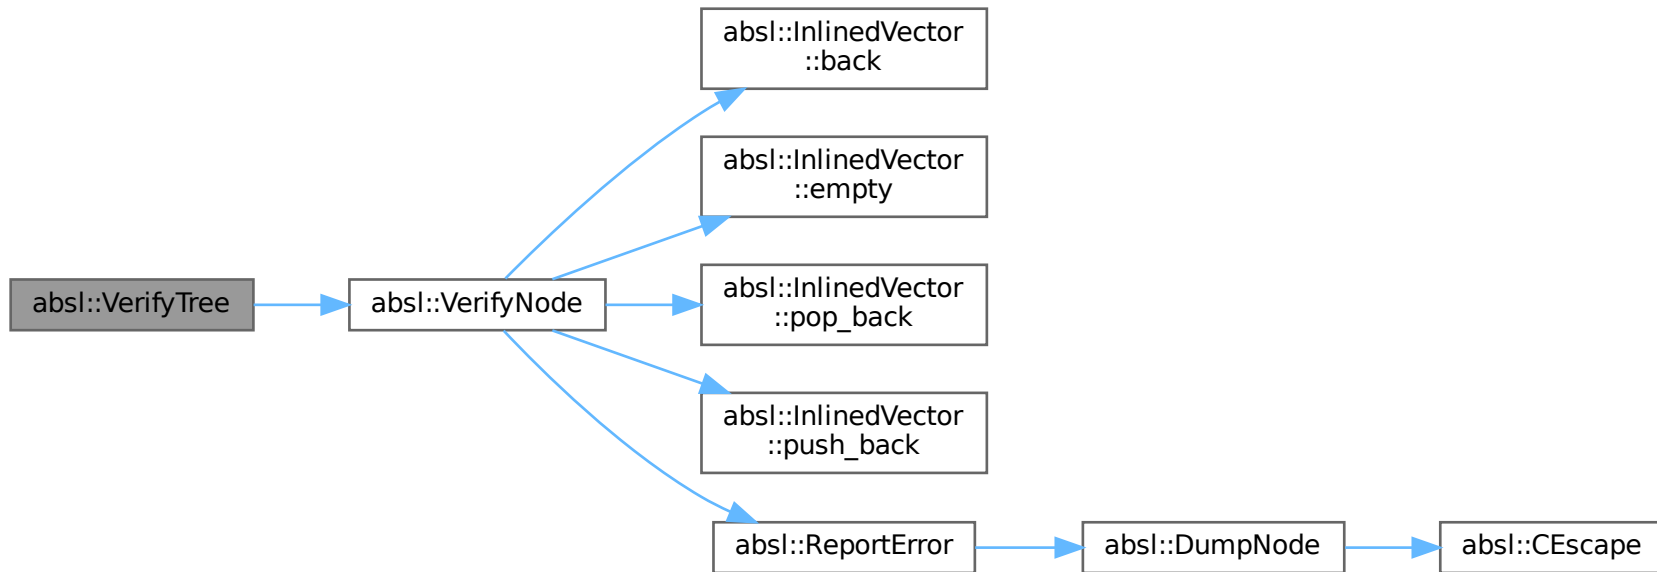 absl::InlinedVector
::back
absl::InlinedVector
::empty
absl::VerifyTree
absl::VerifyNode
absl::InlinedVector
::pop_back
absl::InlinedVector
::push_back
absl::ReportError
absl::DumpNode
absl::CEscape